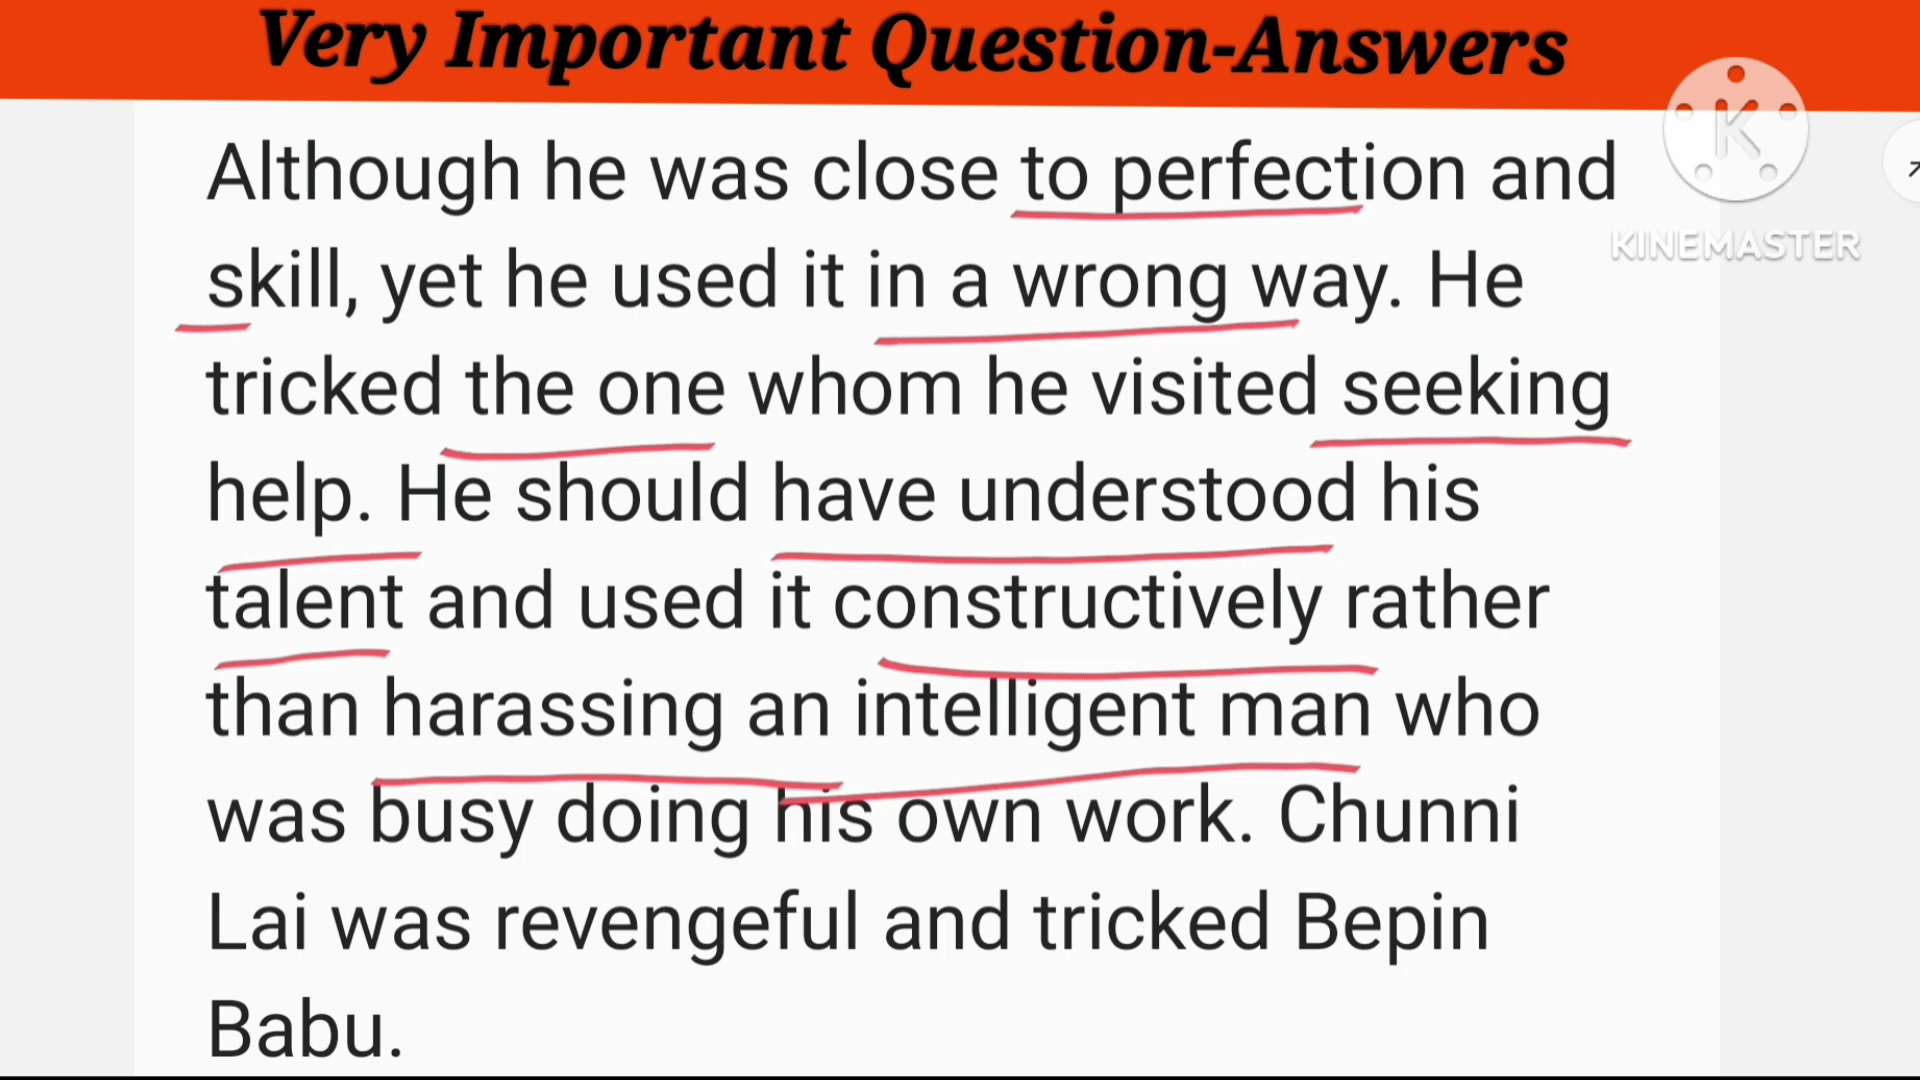 Very Important Question-Answers
Although he was close to perfection and
skill, yet he used it in a wrong way. He
tricked the one whom he visited seeking
help. He should have understood his
talent and used it constructively rather
than harassing an intelligent man who
was busy doing his own work. Chunni
Lai was revengeful and tricked Bepin
Babu.
K
KINEMASTER